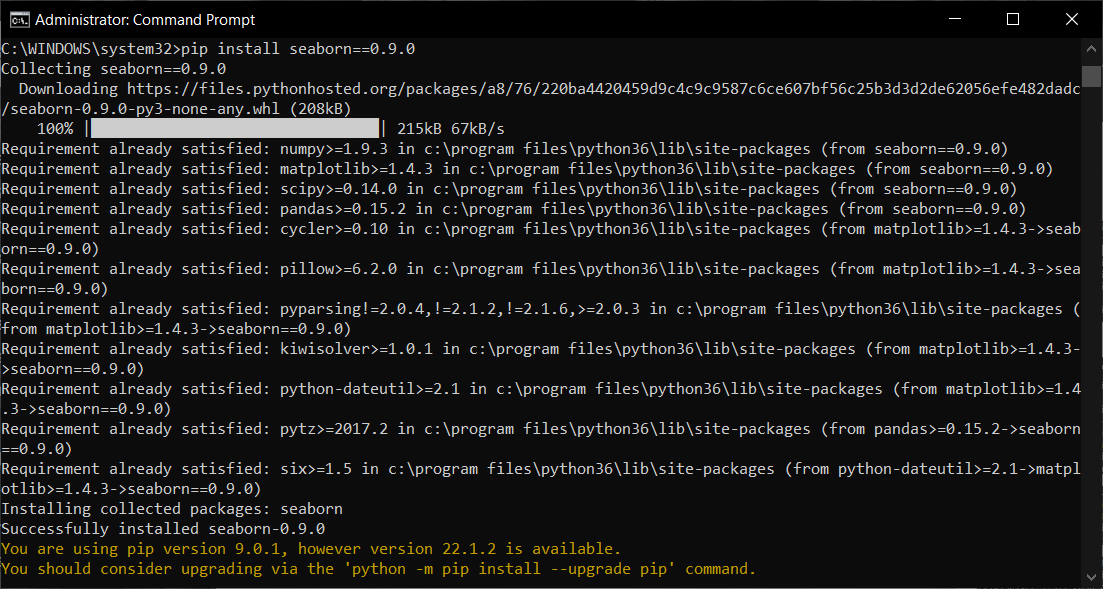 Administrator: Command Prompt
C:\WINDOWS\system32>pip install seaborn==0.9.0
Collecting seaborn==0.9.0
  Downloading https://files.pythonhosted.org/packages/a8/76/220ba4420459d9c4c9c9587c6ce607bf56c25b3d3d2de62056efe482dadc
/seaborn-0.9.0-py3-none-any.whl (208kB)
    100% |████████████████████████████████| 215kB 67kB/s
Requirement already satisfied: numpy>=1.9.3 in c:\program files\python36\lib\site-packages (from seaborn==0.9.0)
Requirement already satisfied: matplotlib>=1.4.3 in c:\program files\python36\lib\site-packages (from seaborn==0.9.0)
Requirement already satisfied: scipy>=0.14.0 in c:\program files\python36\lib\site-packages (from seaborn==0.9.0)
Requirement already satisfied: pandas>=0.15.2 in c:\program files\python36\lib\site-packages (from seaborn==0.9.0)
Requirement already satisfied: cycler>=0.10 in c:\program files\python36\lib\site-packages (from matplotlib>=1.4.3->seab
orn==0.9.0)
Requirement already satisfied: pillow>=6.2.0 in c:\program files\python36\lib\site-packages (from matplotlib>=1.4.3->sea
born==0.9.0)
Requirement already satisfied: pyparsing!=2.0.4,!=2.1.2,!=2.1.6,>=2.0.3 in c:\program files\python36\lib\site-packages (
from matplotlib>=1.4.3->seaborn==0.9.0)
Requirement already satisfied: kiwisolver>=1.0.1 in c:\program files\python36\lib\site-packages (from matplotlib>=1.4.3-
>seaborn==0.9.0)
Requirement already satisfied: python-dateutil>=2.1 in c:\program files\python36\lib\site-packages (from matplotlib>=1.4
.3->seaborn==0.9.0)
Requirement already satisfied: pytz>=2017.2 in c:\program files\python36\lib\site-packages (from pandas>=0.15.2->seaborn
==0.9.0)
Requirement already satisfied: six>=1.5 in c:\program files\python36\lib\site-packages (from python-dateutil>=2.1->matpl
otlib>=1.4.3->seaborn==0.9.0)
Installing collected packages: seaborn
Successfully installed seaborn-0.9.0
You are using pip version 9.0.1, however version 22.1.2 is available.
You should consider upgrading via the 'python -m pip install --upgrade pip' command.